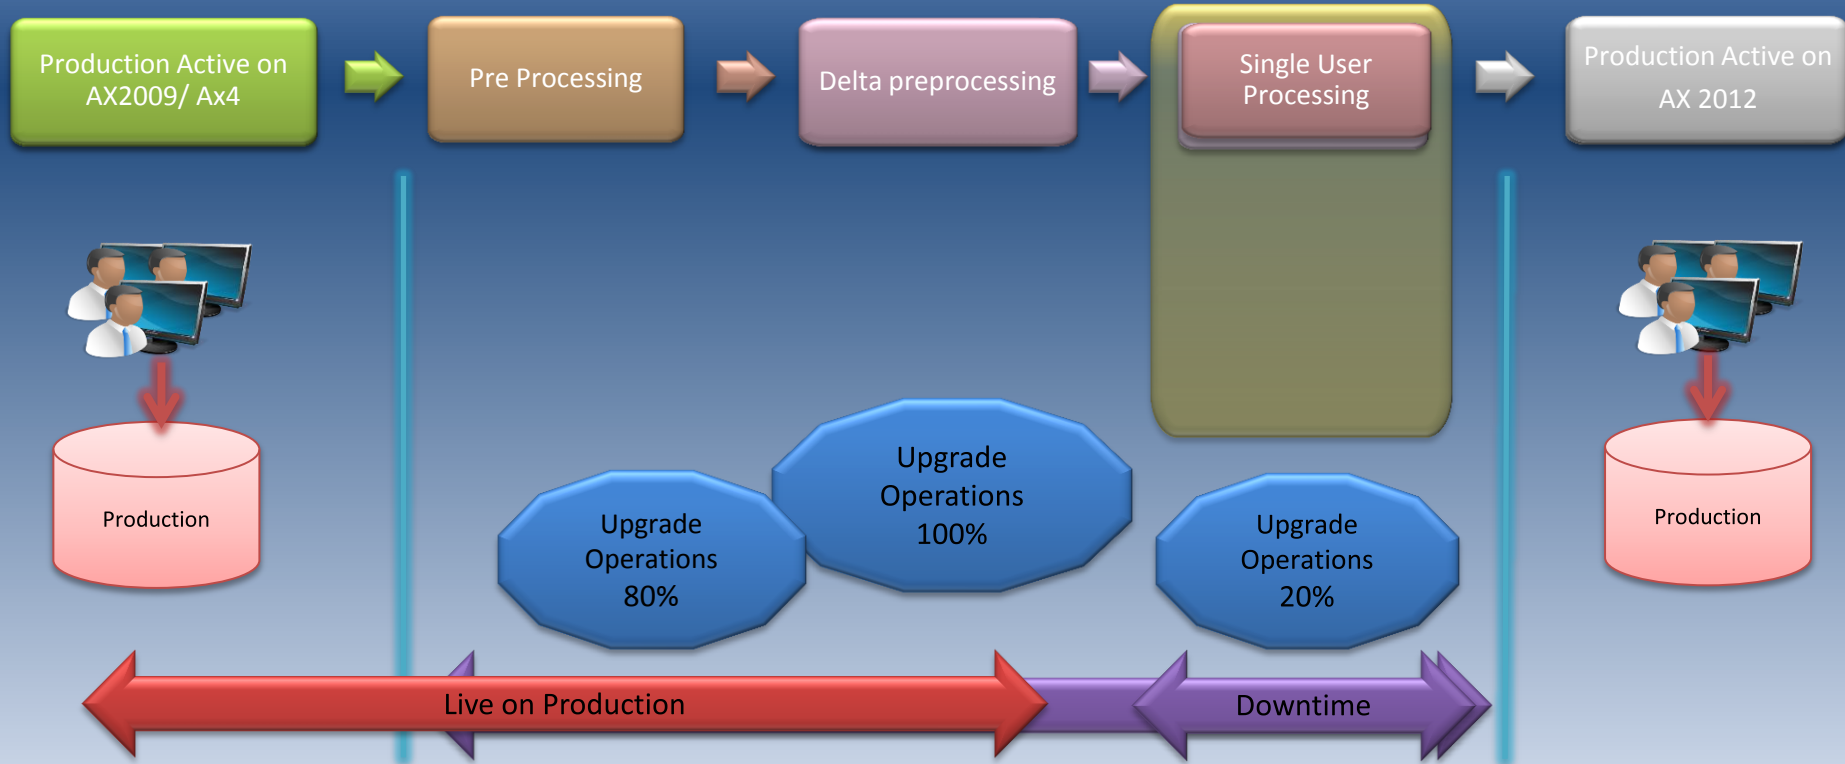 Production Active on
AX2009/ Ax4
Pre Processing
Delta preprocessing
Single User
Processing
Production Active on
AX 2012
Production
Upgrade
Operations
80%
Upgrade
Operations
100%
Upgrade
Operations
20%
Production
Live on Production
Downtime